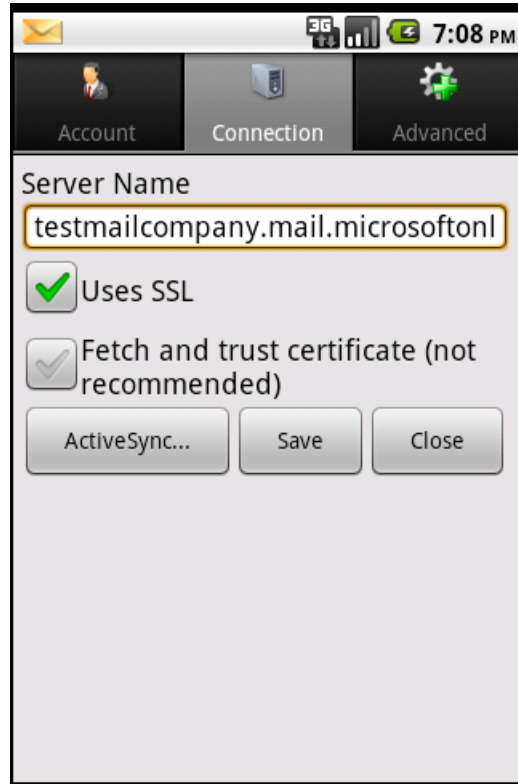 3G 7:08 PM
Account Connection Advanced
Server Name
testmailcompany.mail.microsoftonl
Uses SSL
Fetch and trust certificate (not
recommended)
ActiveSync... Save Close